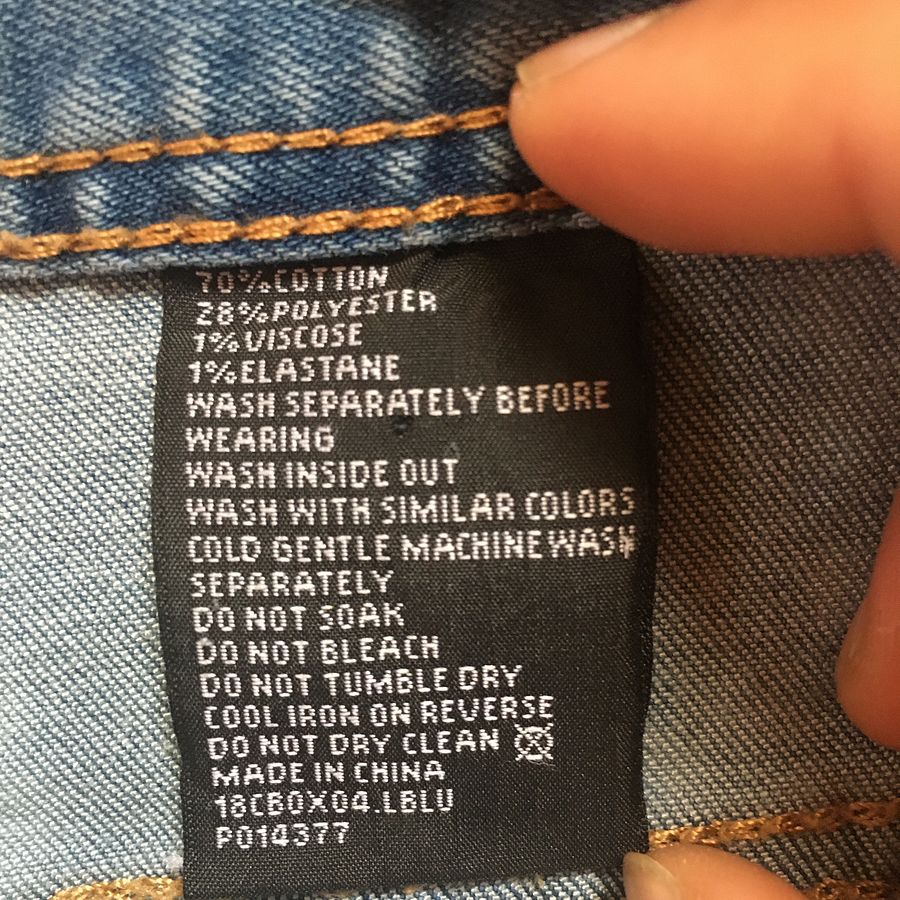 70%COTTON
28%POLYESTER
1%VISCOSE
1%ELASTANE
WASH SEPARATELY BEFORE
WEARING
WASH INSIDE OUT
WASH WITH SIMILAR COLORS
COLD GENTLE MACHINE WASH
SEPARATELY
DO NOT SOAK
DO NOT BLEACH
DO NOT TUMBLE DRY
COOL IRON ON REVERSE
DO NOT DRY CLEAN
MADE IN CHINA
18CBOX04.LBLU
P014377